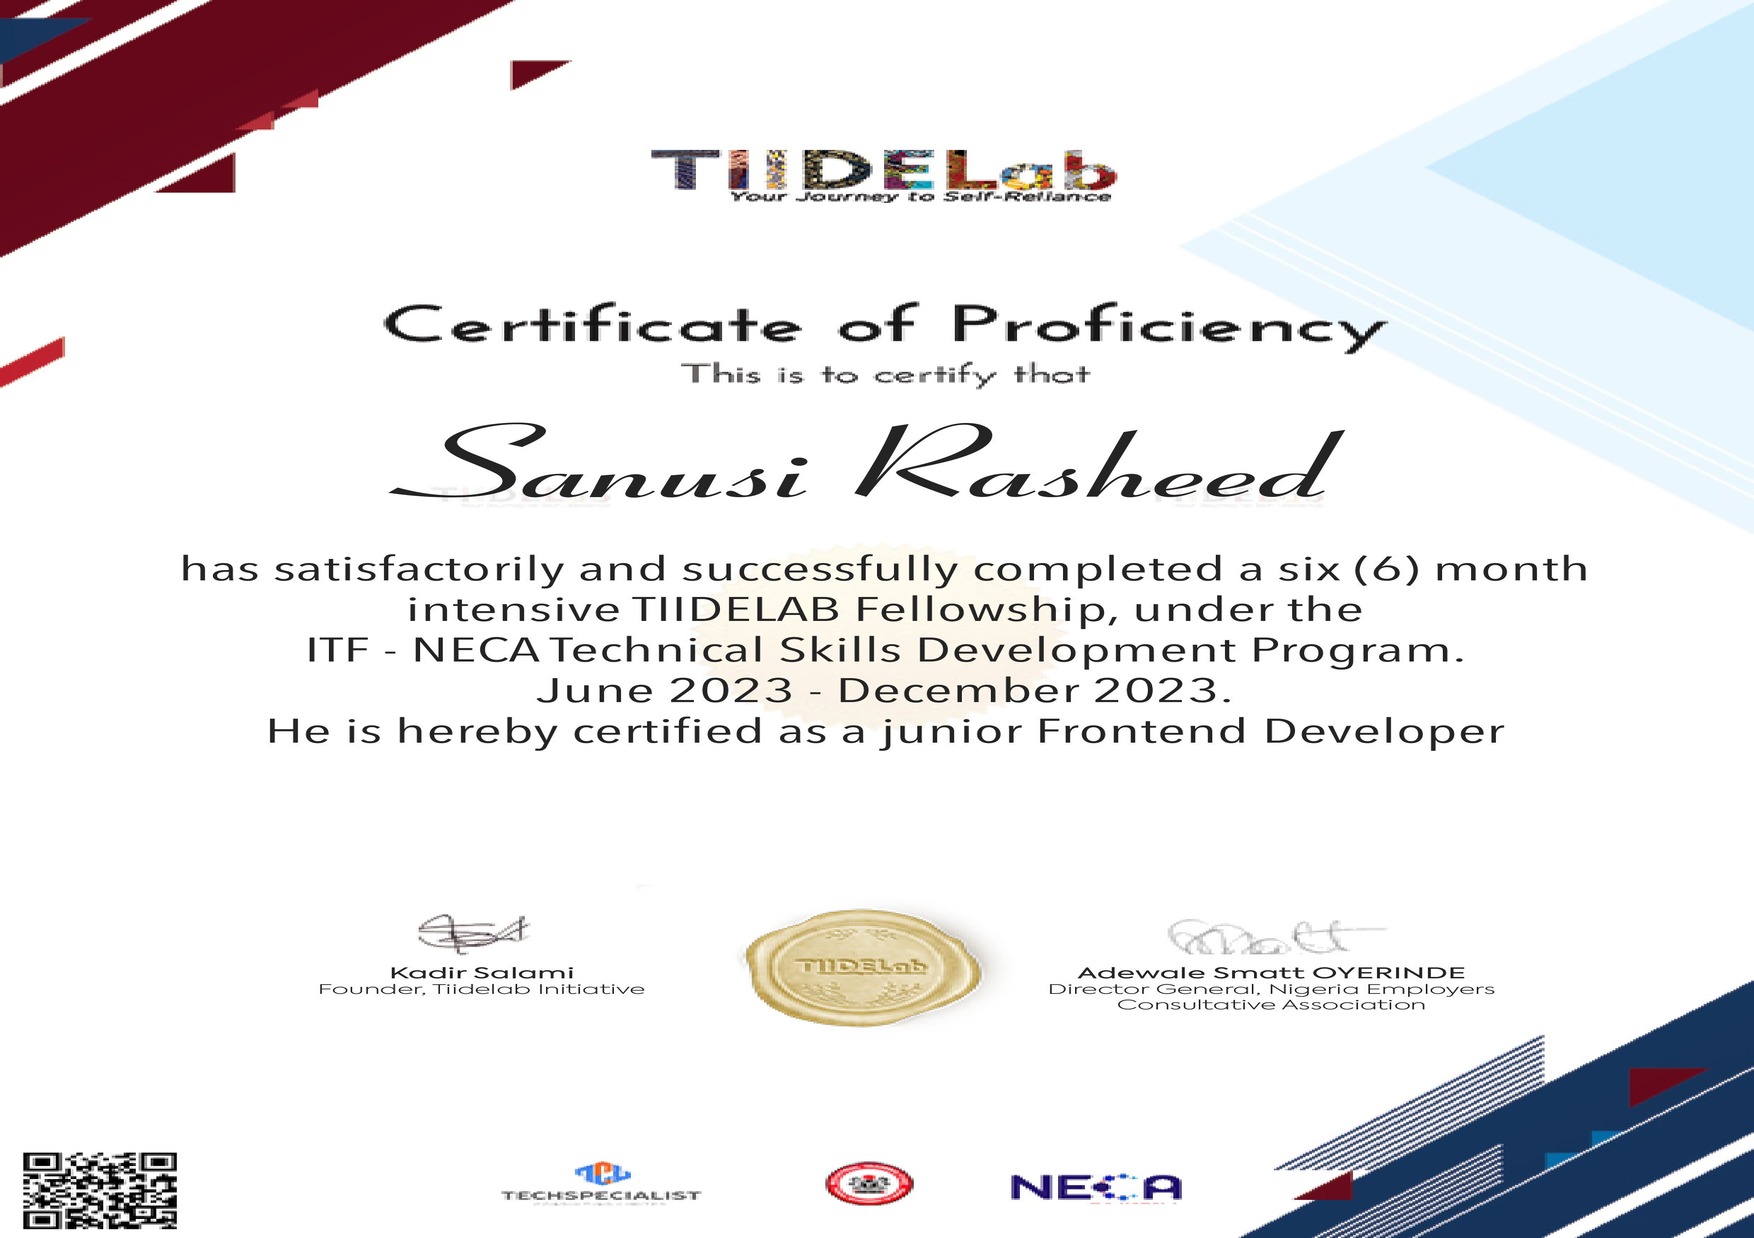 TIIDELab
Your Journey to Self-Reliance
Certificate of Proficiency
This is to certify that
Sanusi Rasheed
has satisfactorily and successfully completed a six (6) month
intensive TIIDELAB Fellowship, under the
ITF - NECA Technical Skills Development Program.
June 2023 - December 2023.
He is hereby certified as a junior Frontend Developer
Kadir Salami
Founder, Tiidelab Initiative
TIIDELab
Adewale Smatt OYERINDE
Director General, Nigeria Employers
Consultative Association
TCL
TECHSPECIALIST
NECA